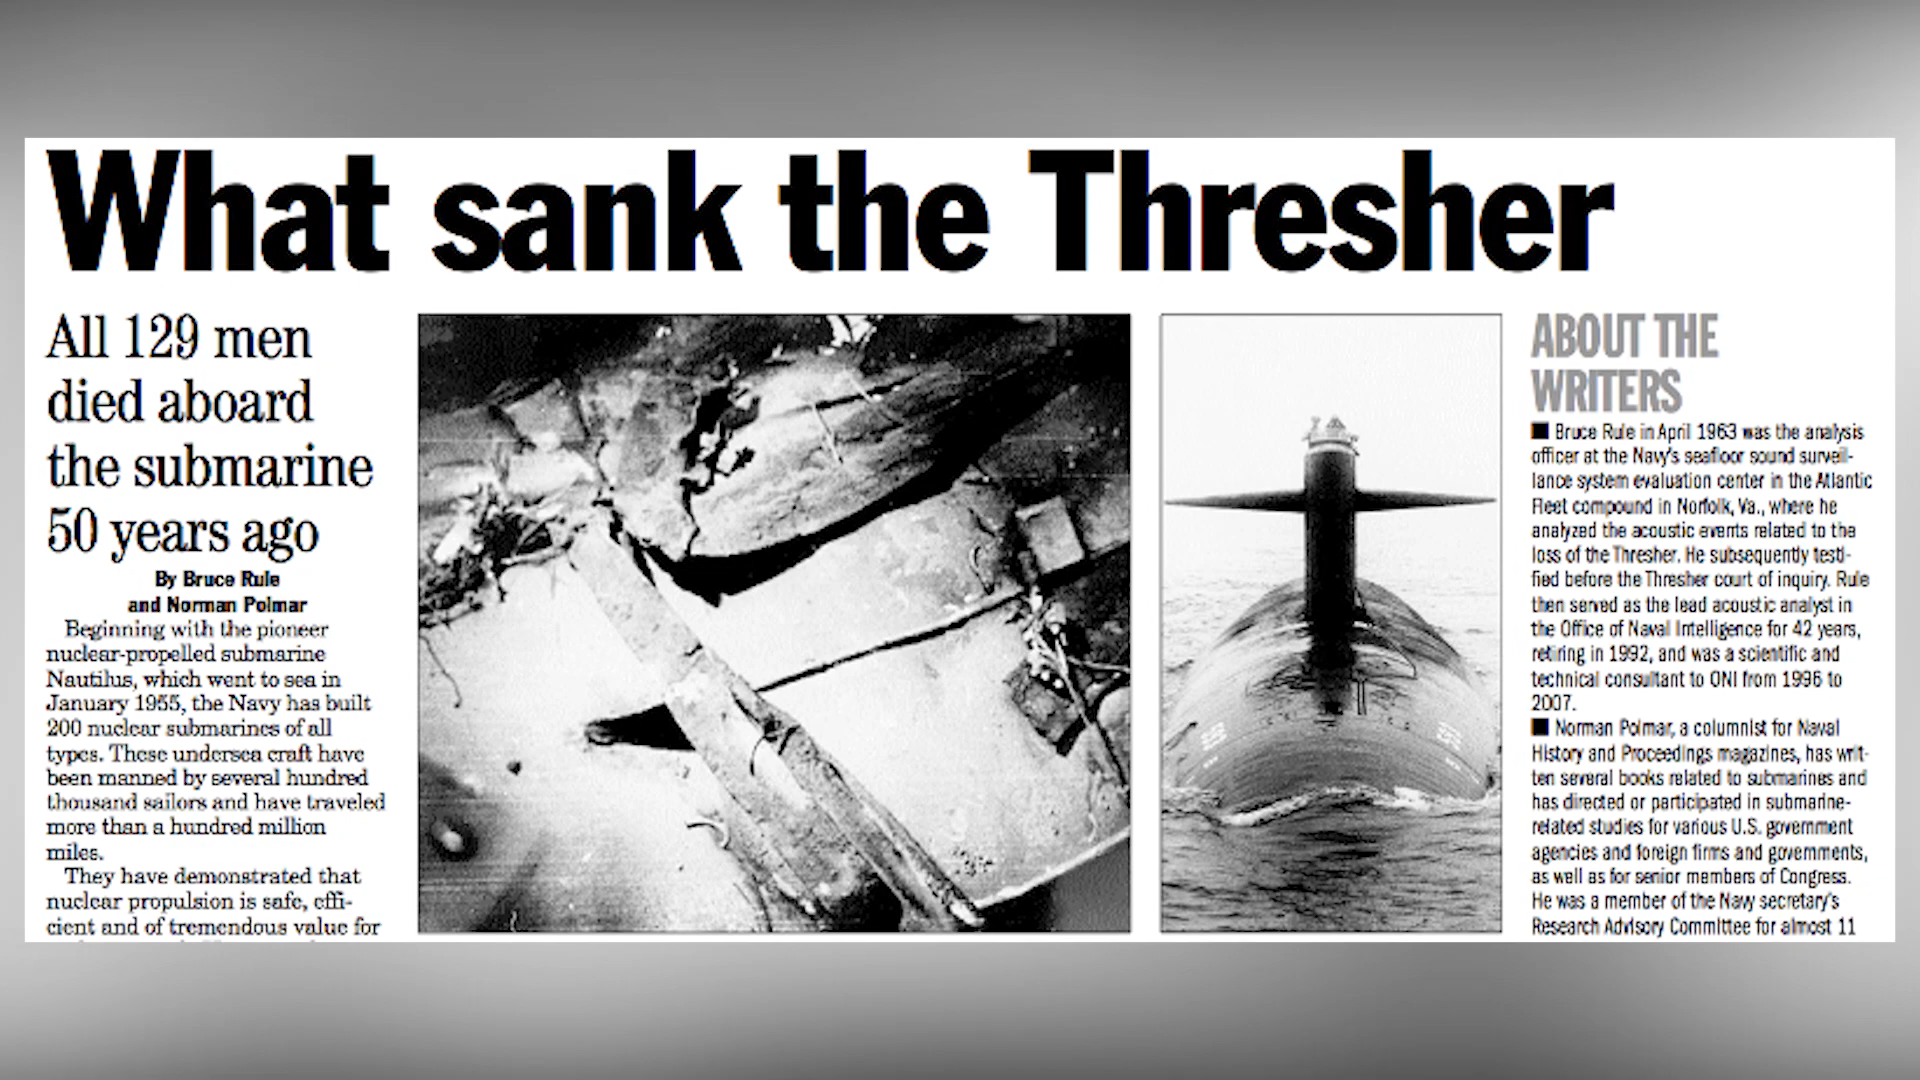 What sank the Thresher
All 129 men
died aboard
the submarine
50 years ago
By Bruce Rule
and Norman Polmar
Beginning with the pioneer
nuclear-propelled submarine
Nautilus, which went to sea in
January 1955, the Navy has built
200 nuclear submarines of all
types. These undersea craft have
been manned by several hundred
thousand sailors and have traveled
more than a hundred million
miles.
They have demonstrated that
nuclear propulsion is safe, effi-
cient and of tremendous value for
ABOUT THE
WRITERS
■ Bruce Rule in April 1963 was the analysis
officer at the Navy's seafloor sound surveil-
lance system evaluation center in the Atlantic
Fleet compound in Norfolk, Va., where he
analyzed the acoustic events related to the
loss of the Thresher. He subsequently testi-
fied before the Thresher court of inquiry. Rule
then served as the lead acoustic analyst in
the Office of Naval Intelligence for 42 years,
retiring in 1992, and was a scientific and
technical consultant to ONI from 1996 to
2007.
■ Norman Polmar, a columnist for Naval
History and Proceedings magazines, has writ-
ten several books related to submarines and
has directed or participated in submarine-
related studies for various U.S. government
agencies and foreign firms and governments,
as well as for senior members of Congress.
He was a member of the Navy secretary's
Research Advisory Committee for almost 11